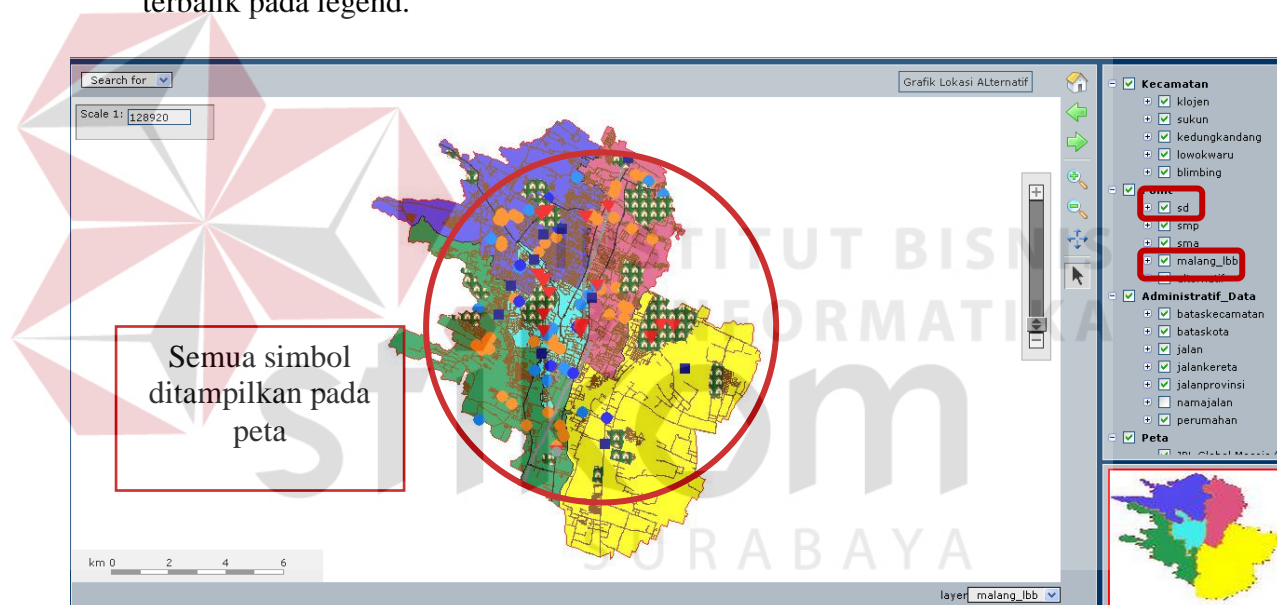 terbalik pada legend.
Search for
Grafik Lokasi ALternatif
Scale 1: 128920
Kecamatan
klojen
sukun
kedungkandang
lowokwaru
blimbing
sd
smp
sma
malang_lbb
Administratif_Data
bataskecamatan
bataskota
jalan
jalankereta
jalanprovinsi
namajalan
perumahan
Peta
Semua simbol
ditampilkan pada
peta
BISNIS
INFORMATIKA
stikom
SURABAYA
km 0 2 4 6
layer malang_lbb